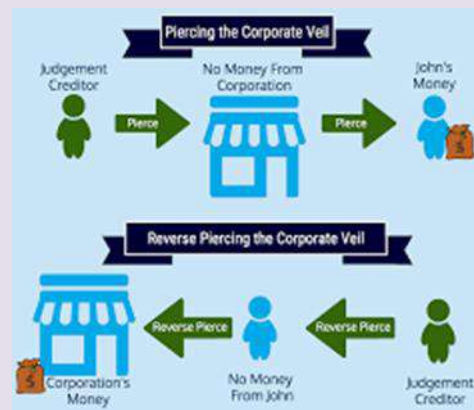 Piercing the Corporate Veil
Judgement
Creditor
No Money From
Corporation
John's
Money
Pierce
Pierce
$
Reverse Piercing the Corporate Veil
Reverse Pierce
Reverse Pierce
$
Corporation's
Money
No Money
From John
Judgement
Creditor